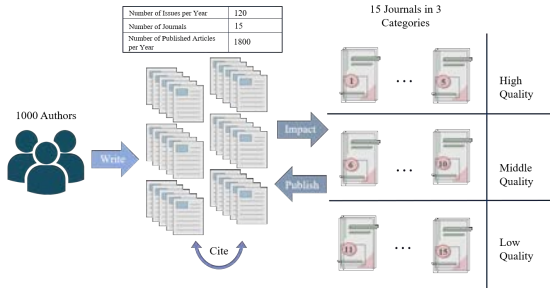 Number of Issues per Year 120
Number of Journals 15
Number of Published Articles
per Year 1800
15 Journals in 3
Categories
1000 Authors
Write
Impact
Publish
Cite
1 ... 5
High
Quality
6 ... 10
Middle
Quality
11 ... 15
Low
Quality